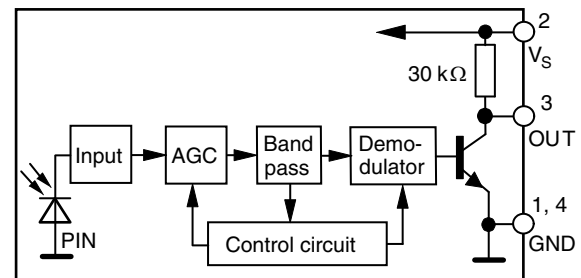 2
V_S
30 kΩ
3
OUT
Input
AGC
Band
pass
Demo-
dulator
1, 4
GND
PIN
Control circuit